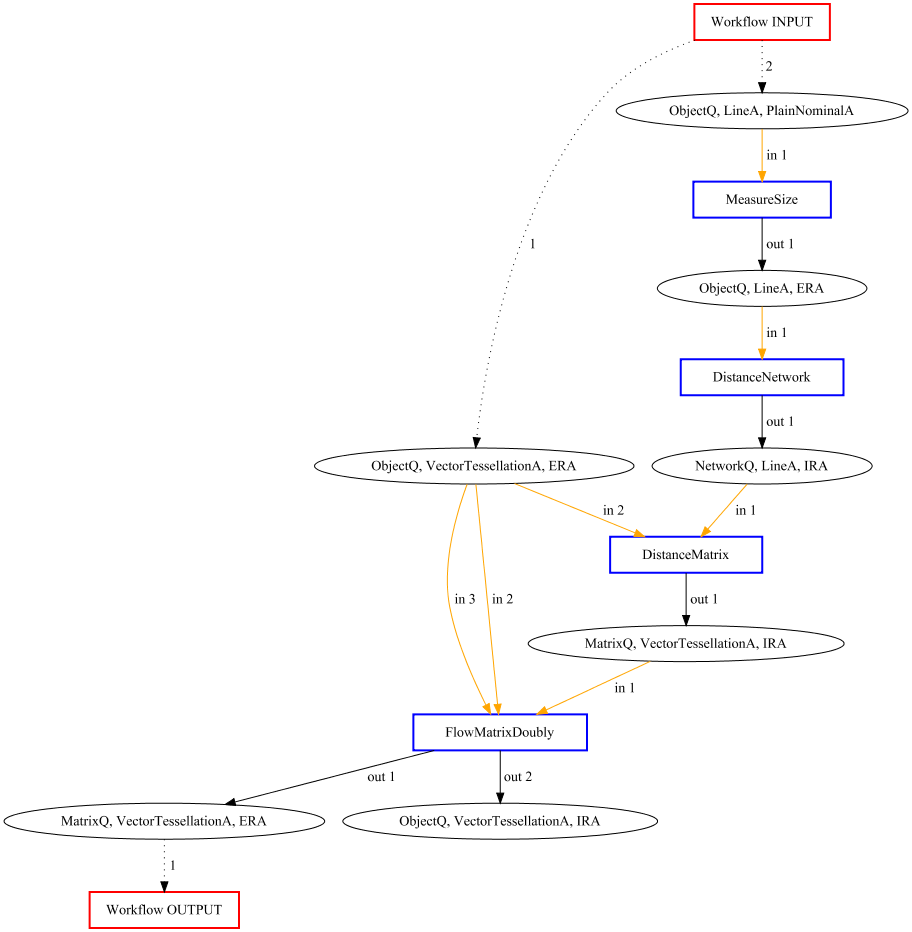 Workflow INPUT
2
ObjectQ, LineA, PlainNominalA
in 1
MeasureSize
1
out 1
ObjectQ, LineA, ERA
in 1
DistanceNetwork
out 1
ObjectQ, VectorTessellationA, ERA
NetworkQ, LineA, IRA
in 2
in 1
DistanceMatrix
in 3
in 2
out 1
MatrixQ, VectorTessellationA, IRA
in 1
FlowMatrixDoubly
out 1
out 2
MatrixQ, VectorTessellationA, ERA
ObjectQ, VectorTessellationA, IRA
1
Workflow OUTPUT